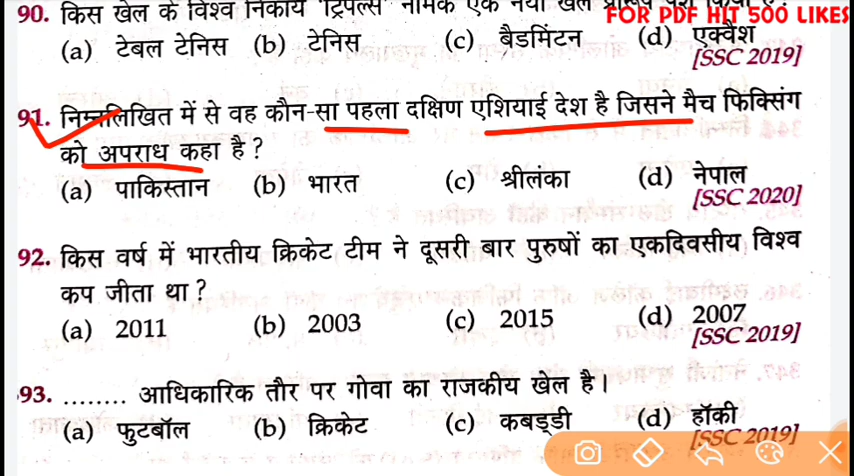 90. किस खेल के विश्व निकाय 'ट्रिपल्स' नामक एक नया खेल
FOR PDF HIT 500 LIKES
(a) टेबल टेनिस (b) टेनिस (c) बैडमिंटन (d) एक्वैश
[SSC 2019]
91. निम्नलिखित में से वह कौन-सा पहला दक्षिण एशियाई देश है जिसने मैच फिक्सिंग
को अपराध कहा है ?
(a) पाकिस्तान (b) भारत (c) श्रीलंका (d) नेपाल
[SSC 2020]
92. किस वर्ष में भारतीय क्रिकेट टीम ने दूसरी बार पुरुषों का एकदिवसीय विश्व
कप जीता था ?
(a) 2011 (b) 2003 (c) 2015 (d) 2007
[SSC 2019]
93. ........ आधिकारिक तौर पर गोवा का राजकीय खेल है।
(a) फुटबॉल (b) क्रिकेट (c) कबड्डी (d) हॉकी
[SSC 2019]